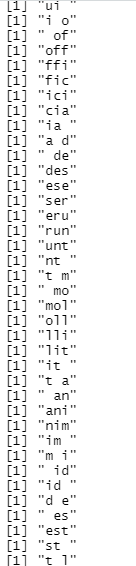 [1] "ui "
[1] "i o"
[1] " of"
[1] "off"
[1] "ffi"
[1] "fic"
[1] "ici"
[1] "cia"
[1] "ia "
[1] "a d"
[1] " de"
[1] "des"
[1] "ese"
[1] "ser"
[1] "eru"
[1] "run"
[1] "unt"
[1] "nt "
[1] "t m"
[1] " mo"
[1] "mol"
[1] "oll"
[1] "lli"
[1] "lit"
[1] "it "
[1] "t a"
[1] " an"
[1] "ani"
[1] "nim"
[1] "im "
[1] "m i"
[1] " id"
[1] "id "
[1] "d e"
[1] " es"
[1] "est"
[1] "st "
[1] "t l"